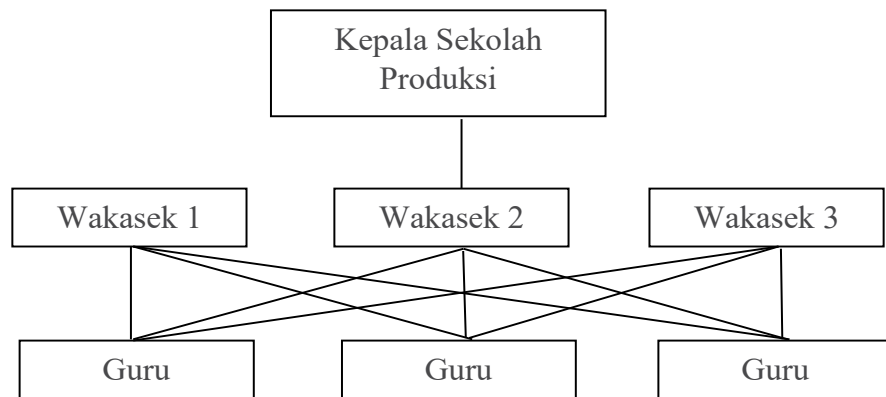 Kepala Sekolah
Produksi
Wakasek 1
Wakasek 2
Wakasek 3
Guru
Guru
Guru